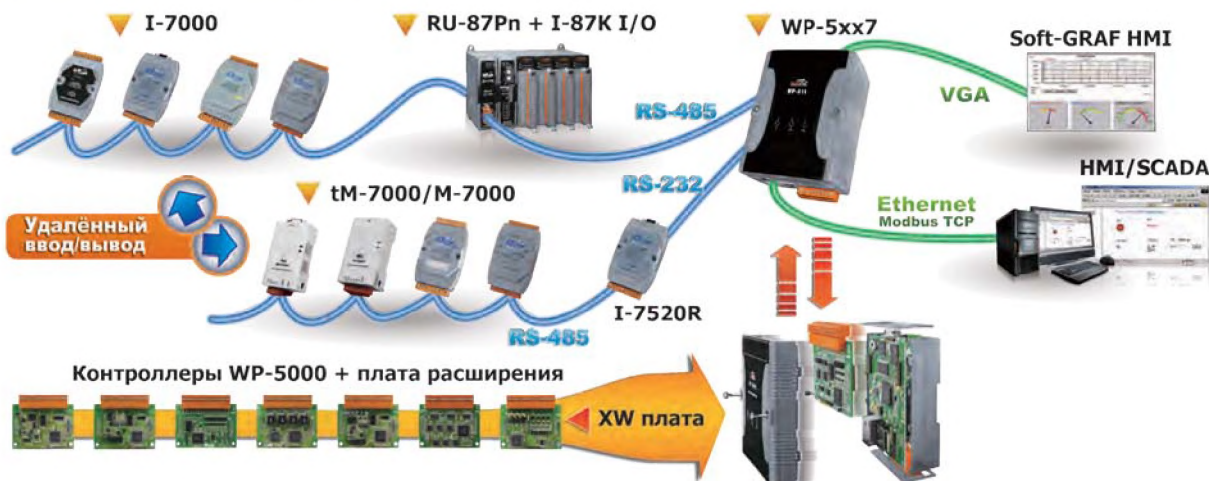 I-7000
RU-87Pn + I-87K I/O
WP-5xx7
Soft-GRAF HMI
VGA
RS-485
RS-232
HMI/SCADA
tM-7000/M-7000
Удалённый
ввод/вывод
Ethernet
Modbus TCP
I-7520R
RS-485
Контроллеры WP-5000 + плата расширения
XW плата